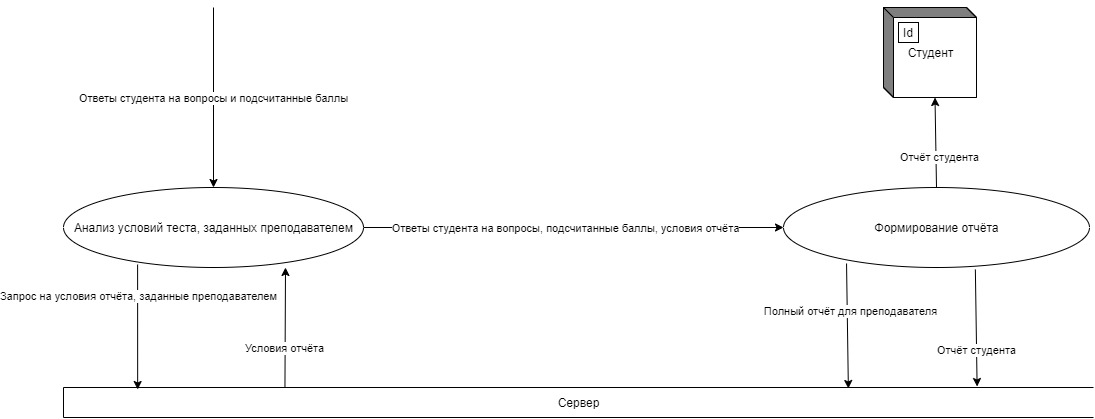 Id
Студент
Ответы студента на вопросы и подсчитанные баллы
Отчёт студента
Анализ условий теста, заданных преподавателем
Ответы студента на вопросы, подсчитанные баллы, условия отчёта
Формирование отчёта
Запрос на условия отчёта, заданные преподавателем
Полный отчёт для преподавателя
Условия отчёта
Отчёт студента
Сервер